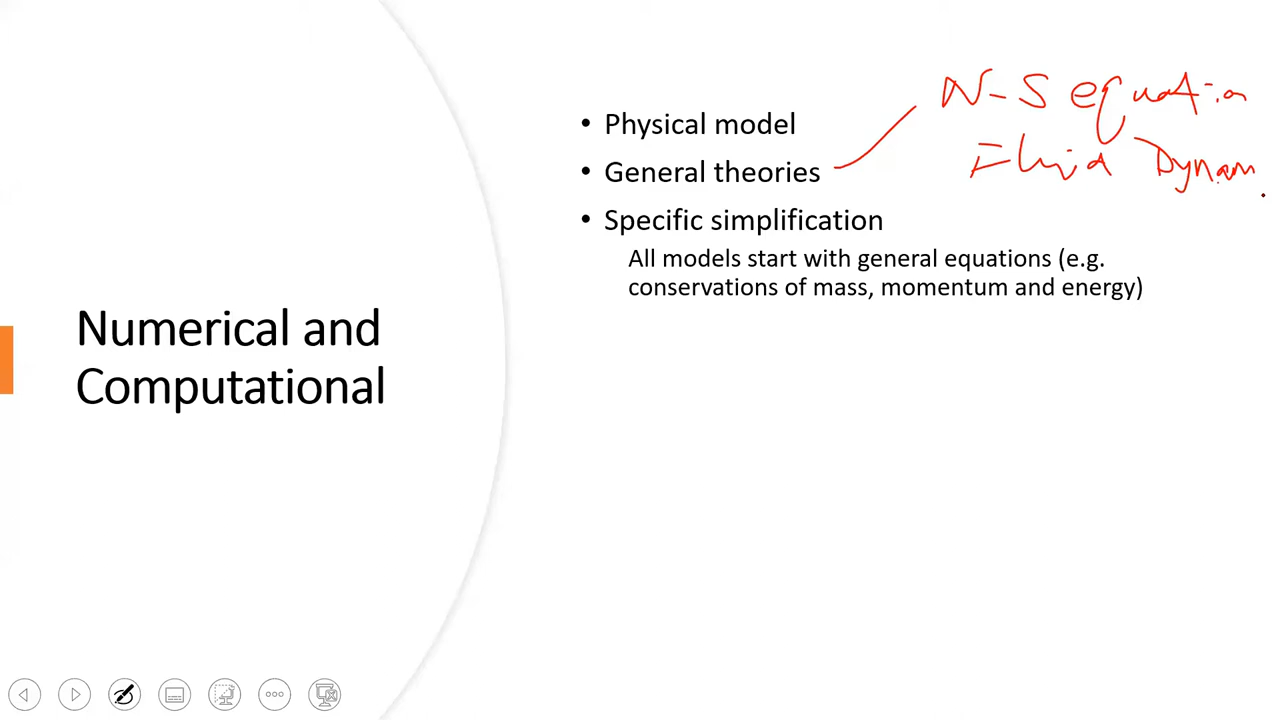 Numerical and
Computational
• Physical model
• General theories
• Specific simplification
All models start with general equations (e.g.
conservations of mass, momentum and energy)
N-S equation
Fluid Dynam